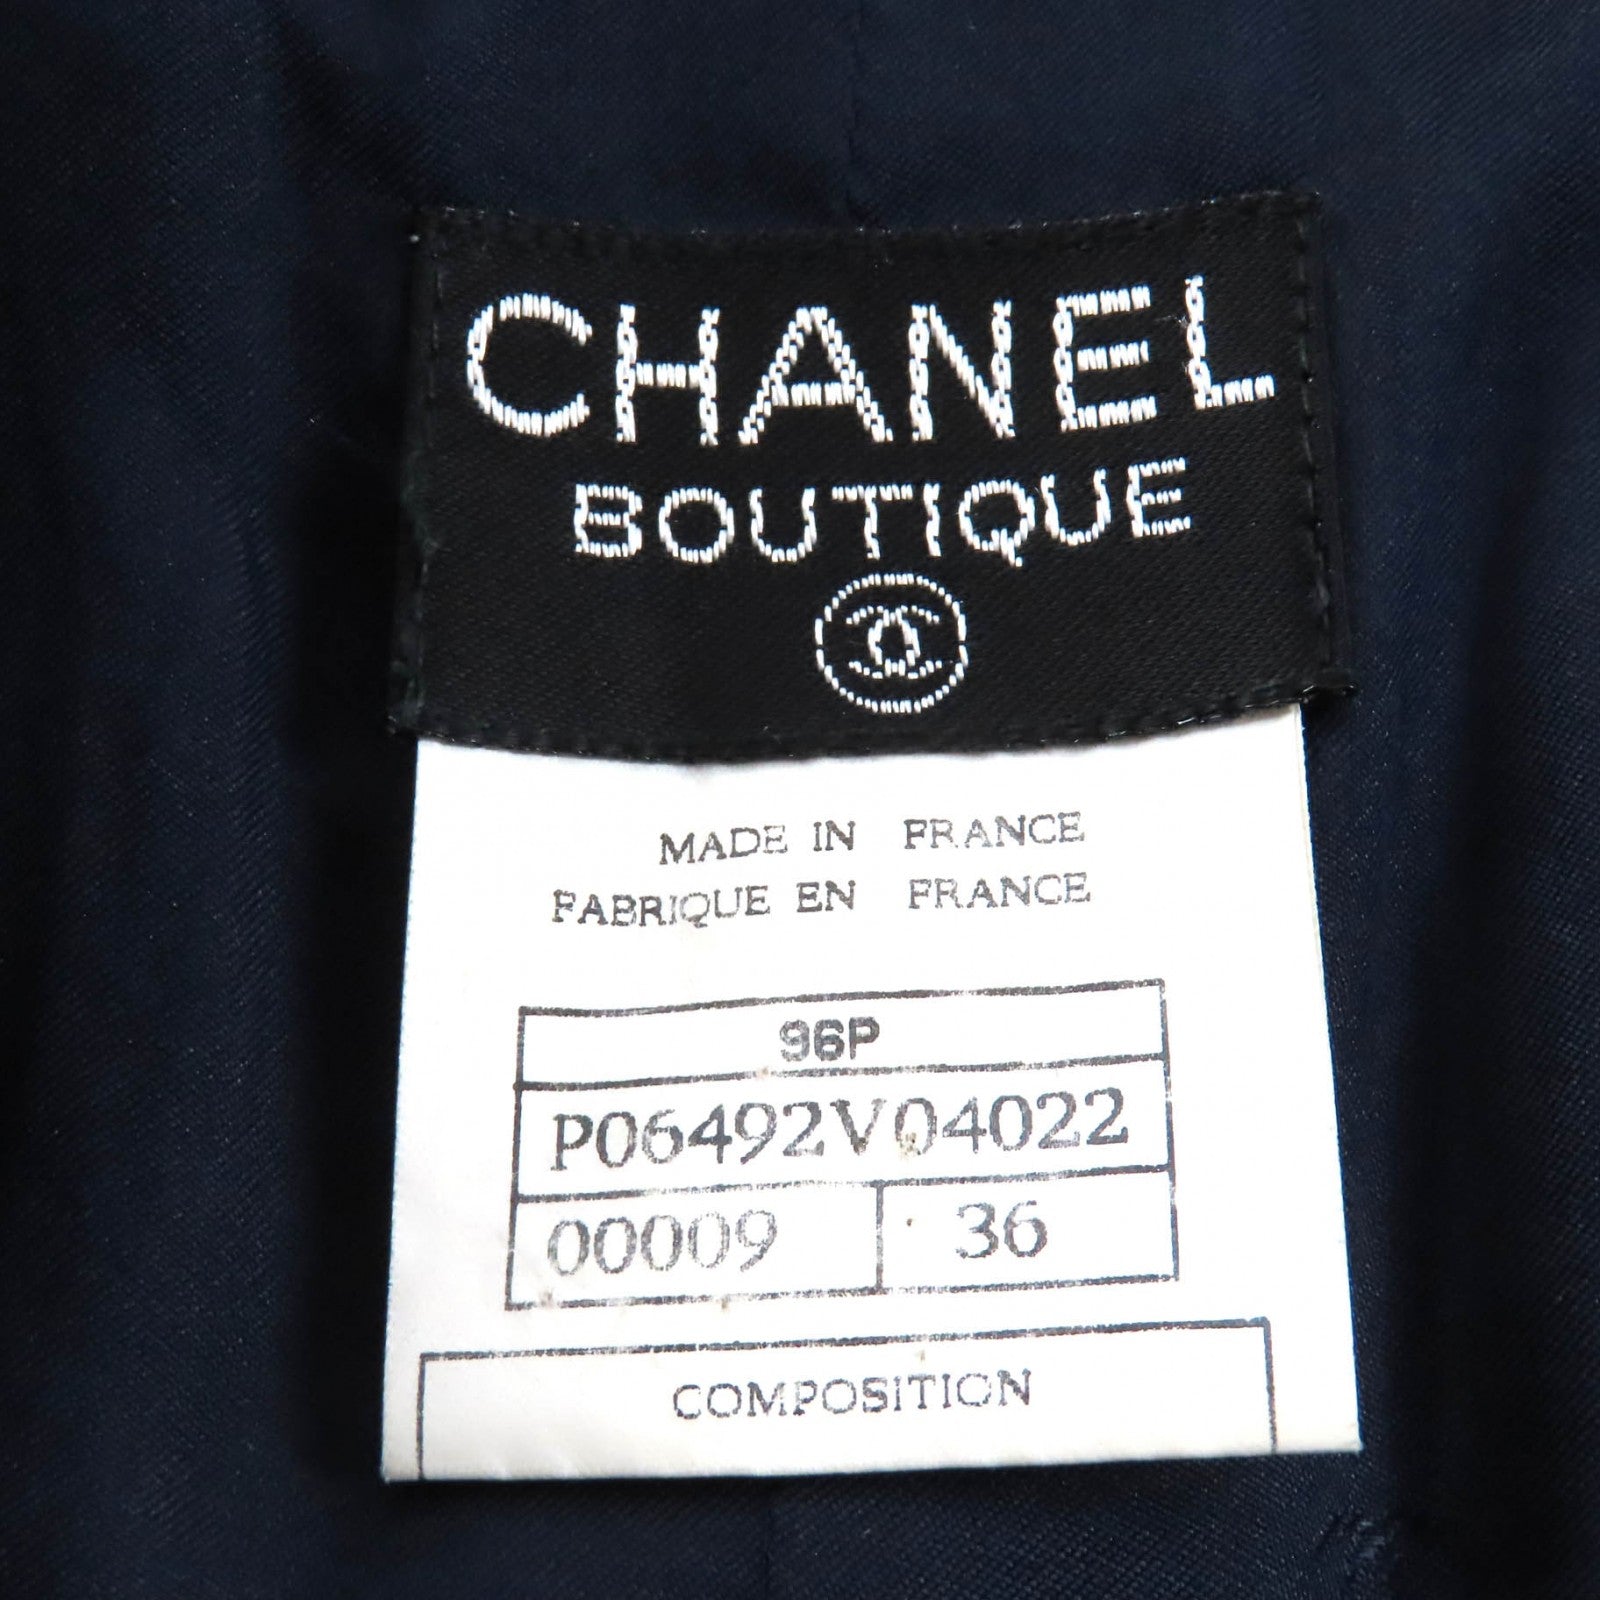 CHANEL
BOUTIQUE
MADE IN FRANCE
FABRIQUE EN FRANCE
96P
P06492V04022
00009 36
COMPOSITION